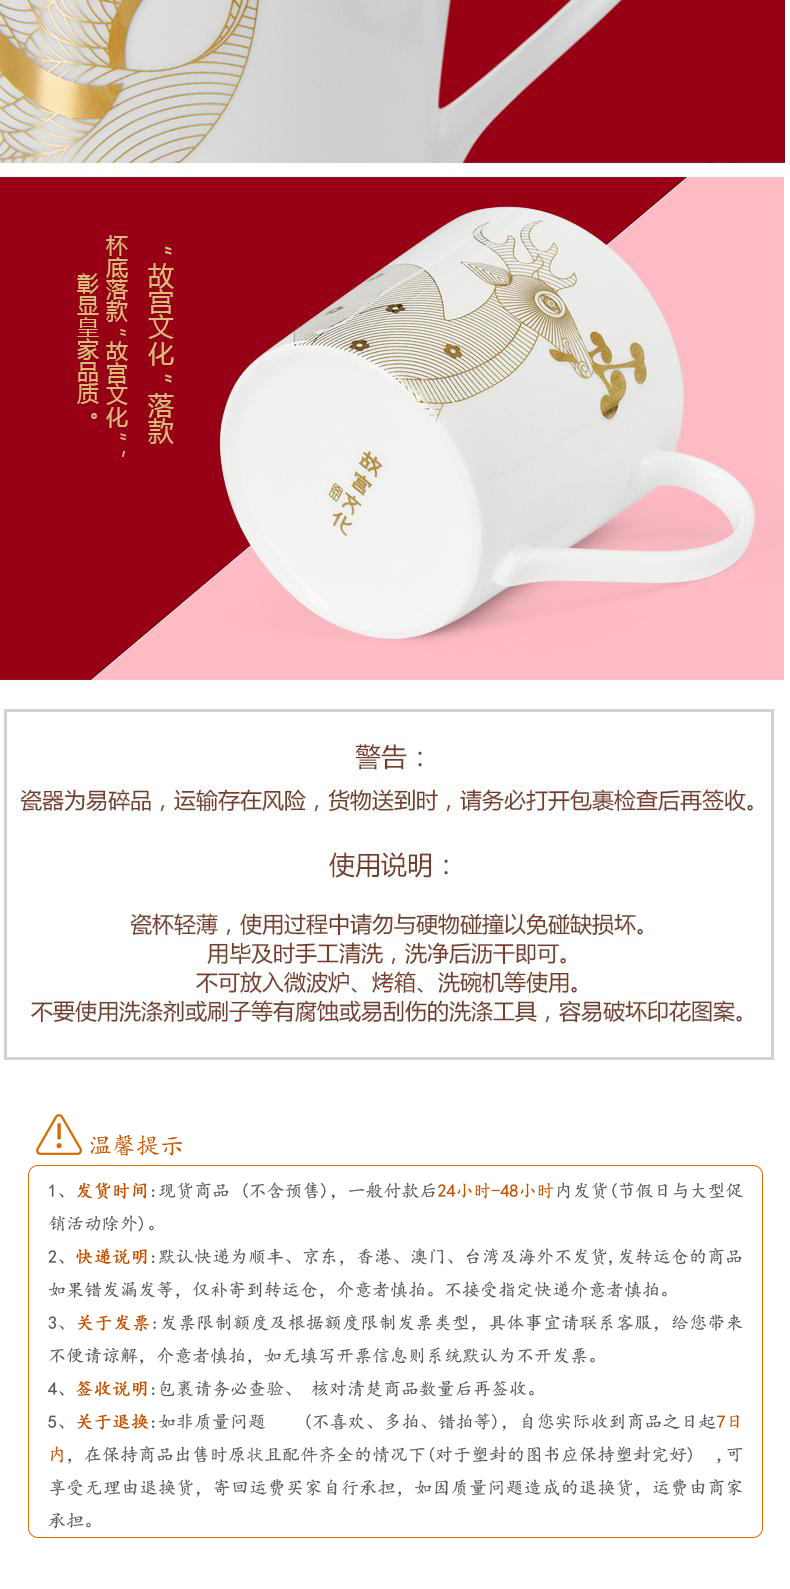 “故宫文化”落款
杯底落款“故宫文化”，
彰显皇家品质。
故宫文化
警告：
瓷器为易碎品，运输存在风险，货物送到时，请务必打开包裹检查后再签收。
使用说明：
瓷杯轻薄，使用过程中请勿与硬物碰撞以免碰缺损坏。
用毕及时手工清洗，洗净后沥干即可。
不可放入微波炉、烤箱、洗碗机等使用。
不要使用洗涤剂或刷子等有腐蚀或易刮伤的洗涤工具，容易破坏印花图案。
温馨提示
1、发货时间:现货商品 (不含预售)，一般付款后24小时-48小时内发货(节假日与大型促
销活动除外)。
2、快递说明:默认快递为顺丰、京东，香港、澳门、台湾及海外不发货,发转运仓的商品
如果错发漏发等，仅补寄到转运仓，介意者慎拍。不接受指定快递介意者慎拍。
3、关于发票:发票限制额度及根据额度限制发票类型，具体事宜请联系客服，给您带来
不便请谅解，介意者慎拍，如无填写开票信息则系统默认为不开发票。
4、签收说明:包裹请务必查验、 核对清楚商品数量后再签收。
5、关于退换:如非质量问题 (不喜欢、多拍、错拍等)，自您实际收到商品之日起7日
内，在保持商品出售时原状且配件齐全的情况下(对于塑封的图书应保持塑封完好) ,可
享受无理由退换货，寄回运费买家自行承担，如因质量问题造成的退换货，运费由商家
承担。